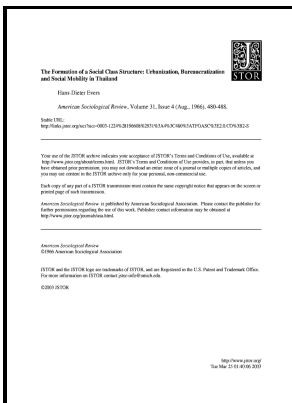 JSTOR
The Formation of a Social Class Structure: Urbanization, Bureaucratization
and Social Mobility in Thailand
Hans-Dieter Evers
American Sociological Review, Volume 31, Issue 4 (Aug., 1966), 480-488.
Stable URL:
Your use of the JSTOR archive indicates your acceptance of JSTOR's Terms and Conditions of Use, available at
http://www.jstor.org/about/terms.html. JSTOR's Terms and Conditions of Use provides, in part, that unless you
have obtained prior permission, you may not download an entire issue of a journal or multiple copies of articles, and
you may use content in the JSTOR archive only for your personal, non-commercial use.
Each copy of any part of a JSTOR transmission must contain the same copyright notice that appears on the screen or
printed page of such transmission.
American Sociological Review is published by American Sociological Association. Please contact the publisher for
further permissions regarding the use of this work. Publisher contact information may be obtained at
http://www.jstor.org/journals/asa.html.
American Sociological Review
©1966 American Sociological Association
JSTOR and the JSTOR logo are trademarks of JSTOR, and are Registered in the U.S. Patent and Trademark Office.
For more information on JSTOR contact jstor-info@umich.edu.
©2003 JSTOR
http://www.jstor.org/
Tue Mar 25 01:40:06 2003